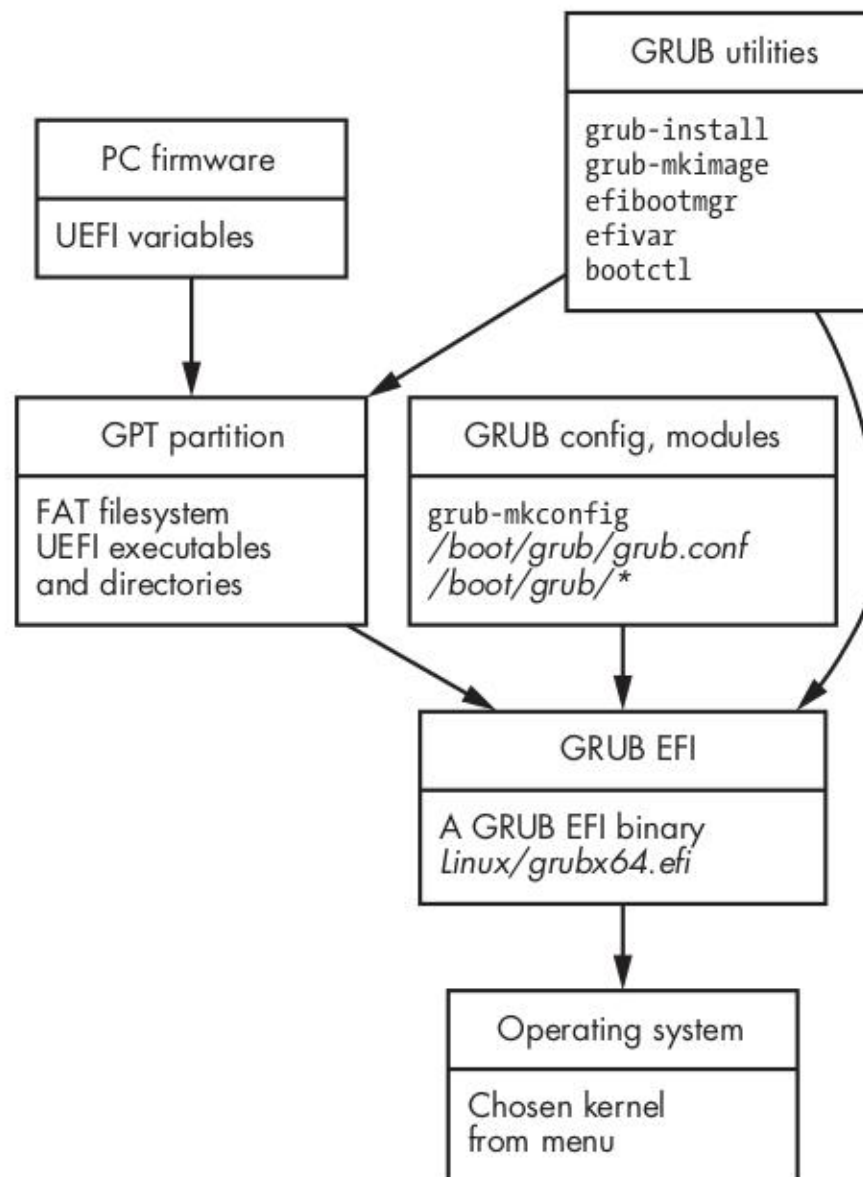 GRUB utilities
grub-install
grub-mkimage
efibootmgr
efivar
bootctl
PC firmware
UEFI variables
GPT partition
FAT filesystem
UEFI executables
and directories
GRUB config, modules
grub-mkconfig
/boot/grub/grub.conf
/boot/grub/*
GRUB EFI
A GRUB EFI binary
Linux/grubx64.efi
Operating system
Chosen kernel
from menu